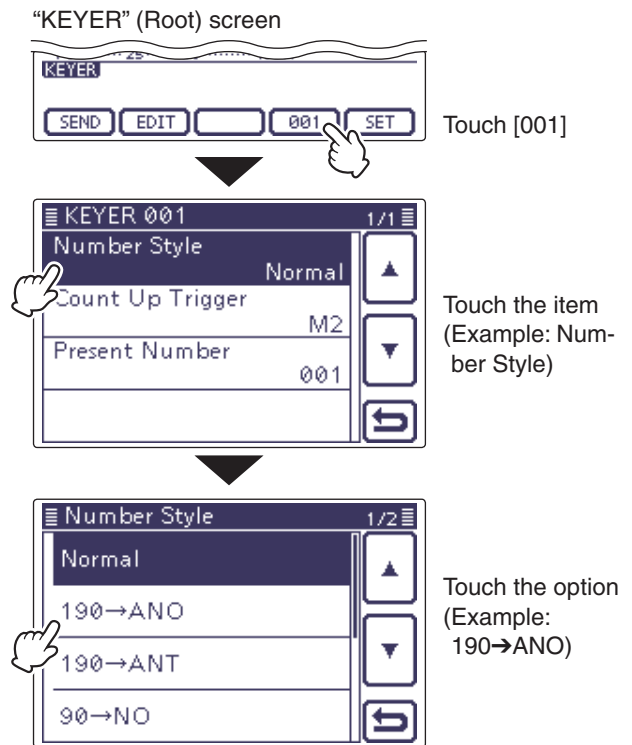 “KEYER” (Root) screen
KEYER
SEND EDIT 001 SET
Touch [001]
KEYER 001 1/1
Number Style
Normal
Count Up Trigger
M2
Present Number
001
Touch the item
(Example: Num-
ber Style)
Number Style 1/2
Normal
190→ANO
190→ANT
90→NO
Touch the option
(Example:
190➔ANO)